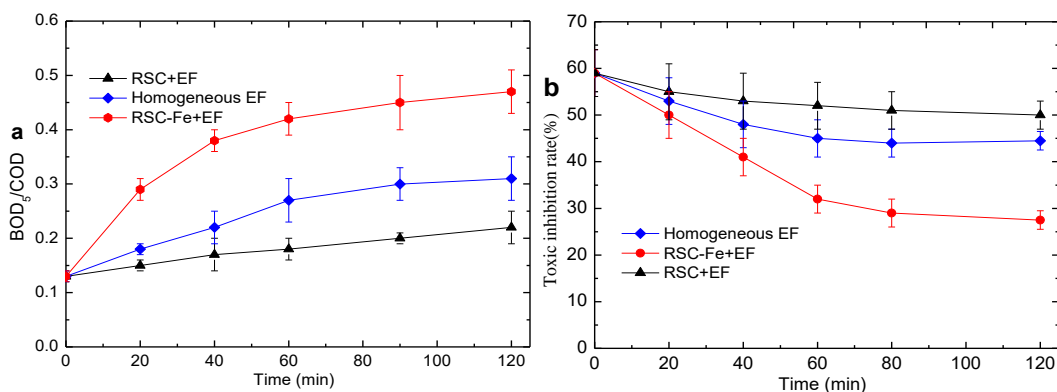 a
BOD5/COD
0.6
0.5
0.4
0.3
0.2
0.1
0.0
RSC+EF
Homogeneous EF
RSC-Fe+EF
0 20 40 60 80 100 120
Time (min)
b
Toxic inhibition rate(%)
70
60
50
40
30
20
10
0
Homogeneous EF
RSC-Fe+EF
RSC+EF
0 20 40 60 80 100 120
Time (min)